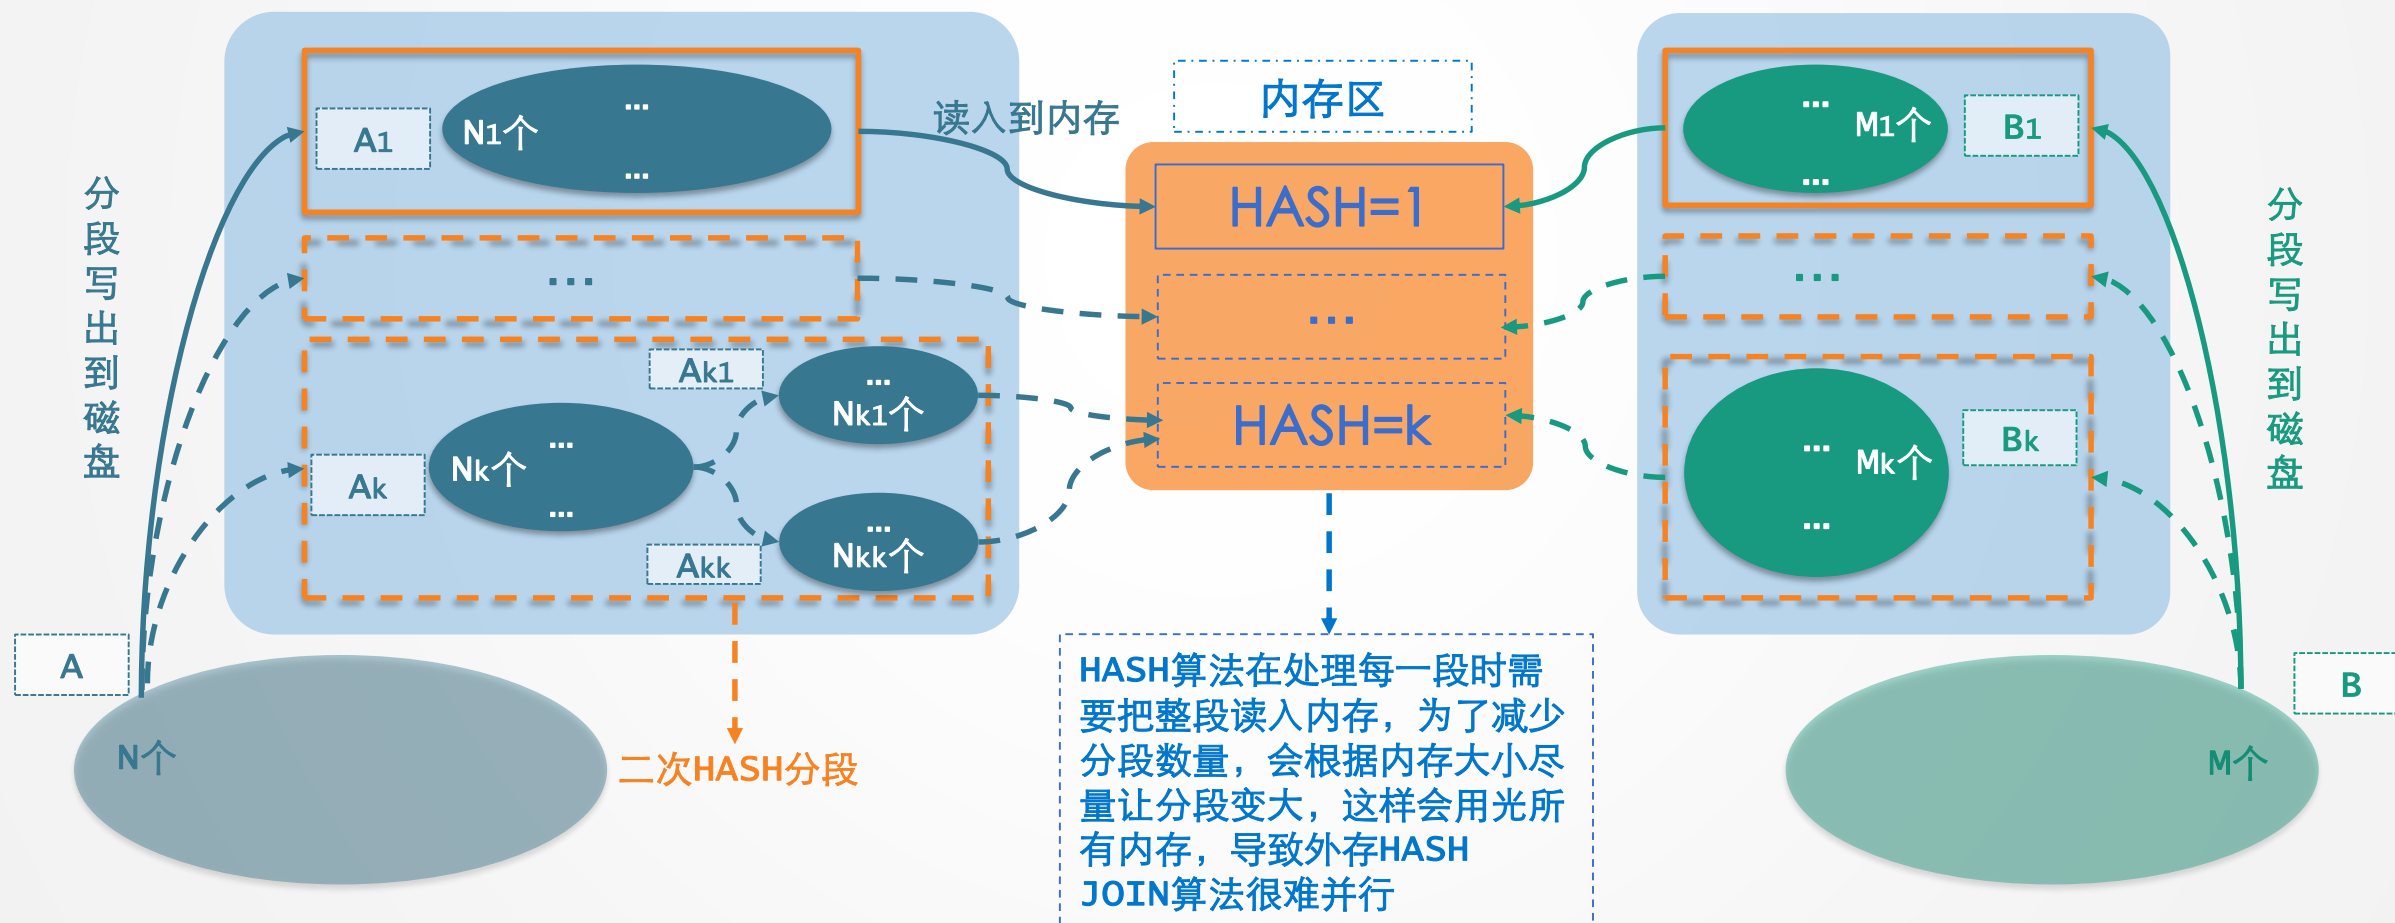 分段写出到磁盘
A
N个
A1
N1个
...
...
...
Ak
Nk个
...
...
Ak1
...
Nk1个
Akk
...
Nkk个
二次HASH分段
读入到内存
内存区
HASH=1
...
HASH=k
HASH算法在处理每一段时需
要把整段读入内存，为了减少
分段数量，会根据内存大小尽
量让分段变大，这样会用光所
有内存，导致外存HASH
JOIN算法很难并行
...
M1个
...
B1
...
...
Mk个
...
Bk
分段写出到磁盘
B
M个